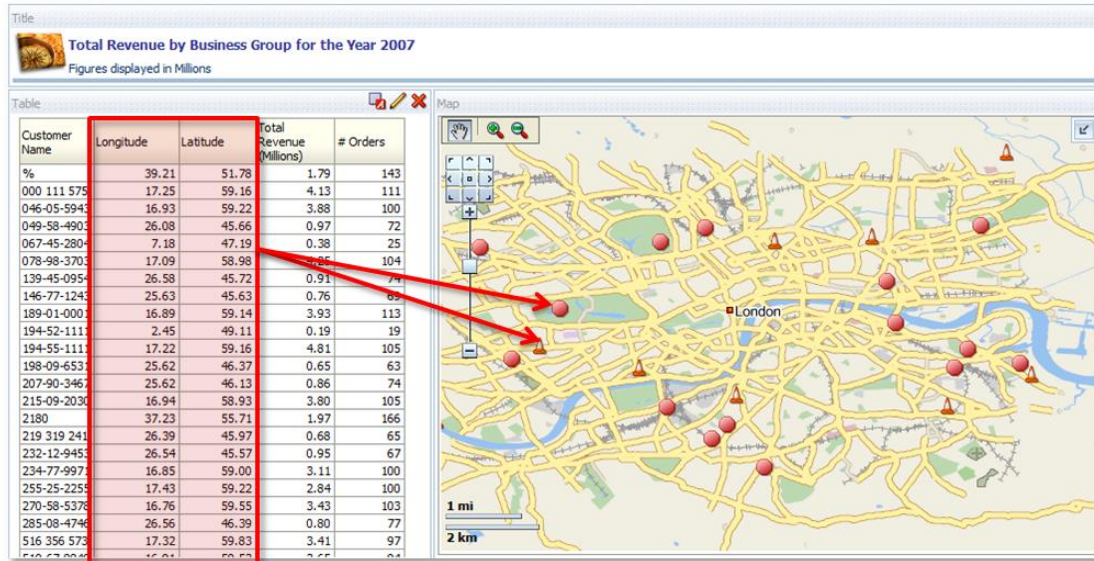 Title
Total Revenue by Business Group for the Year 2007
Figures displayed in Millions
Table
Customer Name Longitude Latitude Total Revenue (Millions) # Orders
% 39.21 51.78 1.79 143
000 111 575 17.25 59.16 4.13 111
046-05-5943 16.93 59.22 3.88 100
049-58-4903 26.08 45.66 0.97 72
067-45-2804 7.18 47.19 0.38 25
078-98-3703 17.09 58.98 104
139-45-0954 26.58 45.72 0.91 74
146-77-1243 25.63 45.63 0.76 69
189-01-0001 16.89 59.14 3.93 113
194-52-1111 2.45 49.11 0.19 19
194-55-1111 17.22 59.16 4.81 105
198-09-6531 25.62 46.37 0.65 63
207-90-3467 25.62 46.13 0.86 74
215-09-2030 16.94 58.93 3.80 105
2180 37.23 55.71 1.97 166
219 319 241 26.39 45.97 0.68 65
232-12-9453 26.54 45.57 0.95 67
234-77-9971 16.85 59.00 3.11 100
255-25-2255 17.43 59.22 2.84 100
270-58-5378 16.76 59.55 3.43 103
285-08-4746 26.56 46.39 0.80 77
516 356 573 17.32 59.83 3.41 97
Map
London
1 mi
2 km